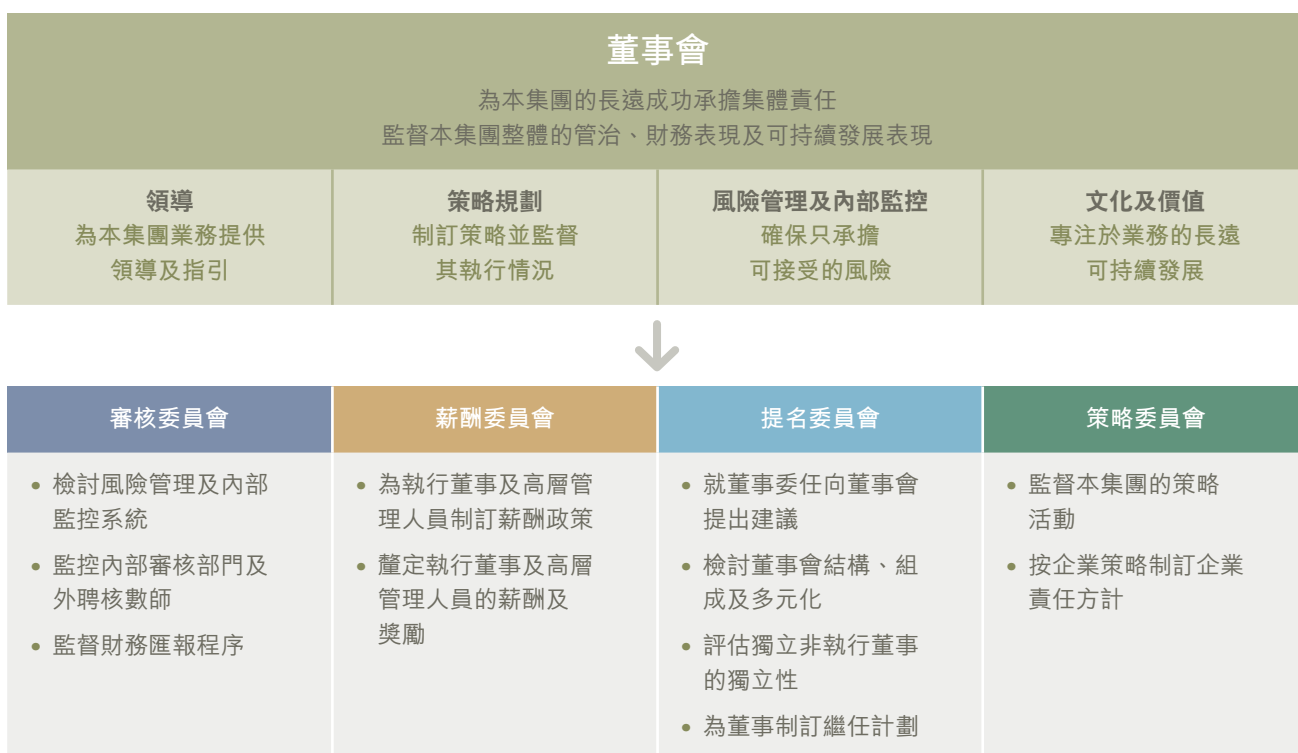 董事會
為本集團的長遠成功承擔集體責任
監督本集團整體的管治、財務表現及可持續發展表現
領導
為本集團業務提供
領導及指引
策略規劃
制訂策略並監督
其執行情況
風險管理及內部監控
確保只承擔
可接受的風險
文化及價值
專注於業務的長遠
可持續發展
審核委員會
• 檢討風險管理及內部
監控系統
• 監控內部審核部門及
外聘核數師
• 監督財務匯報程序
薪酬委員會
• 為執行董事及高層管
理人員制訂薪酬政策
• 釐定執行董事及高層
管理人員的薪酬及
獎勵
提名委員會
• 就董事委任向董事會
提出建議
• 檢討董事會結構、組
成及多元化
• 評估獨立非執行董事
的獨立性
• 為董事制訂繼任計劃
策略委員會
• 監督本集團的策略
活動
• 按企業策略制訂企業
責任方計